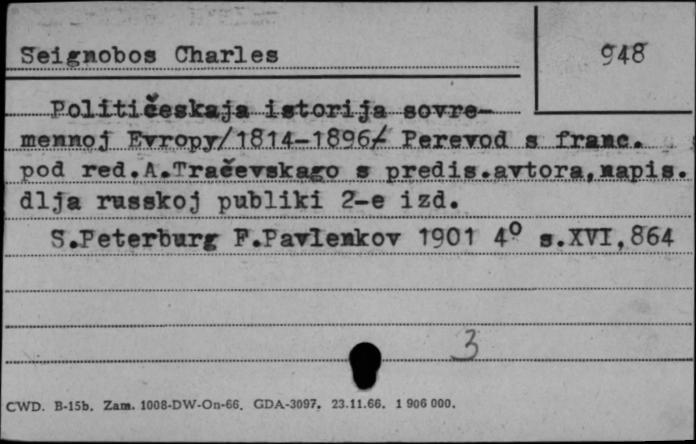 Seignobos Charles
948
Političeskaja istorija sovre-
mennoj Evropy/1814-1896/ Perevod s franc.
pod red.A.Tračevskago s predis.avtora,napis.
dlja russkoj publiki 2-e izd.
S.Peterburg F.Pavlenkov 1901 4° s.XVI,864
3
CWD. B-15b. Zam. 1008-DW-On-66. GDA-3097. 23.11.66. 1 906 000.